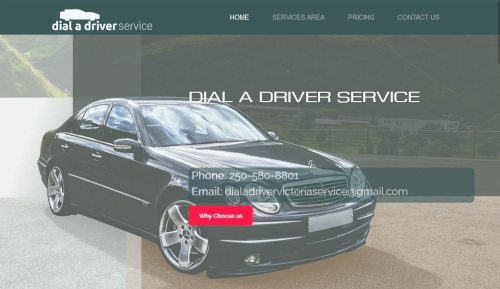 dial a driver service
HOME SERVICES AREA PRICING CONTACT US
DIAL A DRIVER SERVICE
Phone: 250-580-8801
Email: dialadrivervictoriaservice@gmail.com
Why Choose us